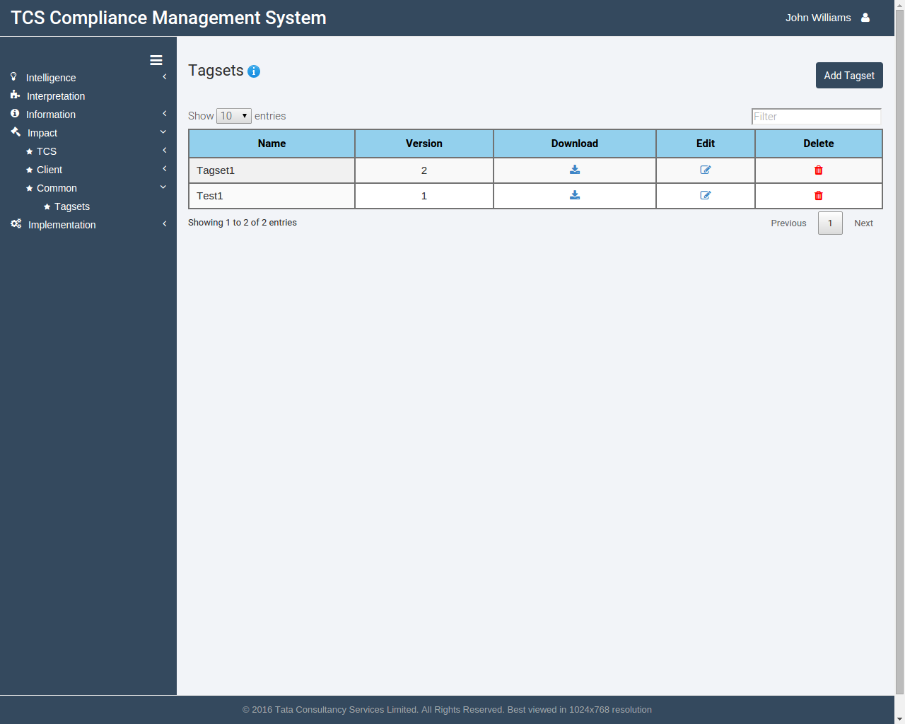 TCS Compliance Management System
John Williams
Intelligence
Interpretation
Information
Impact
TCS
Client
Common
Tagsets
Implementation
Tagsets
Add Tagset
Show 10 entries
Filter
Name Version Download Edit Delete
Tagset1 2
Test1 1
Showing 1 to 2 of 2 entries
Previous 1 Next
© 2016 Tata Consultancy Services Limited. All Rights Reserved. Best viewed in 1024x768 resolution